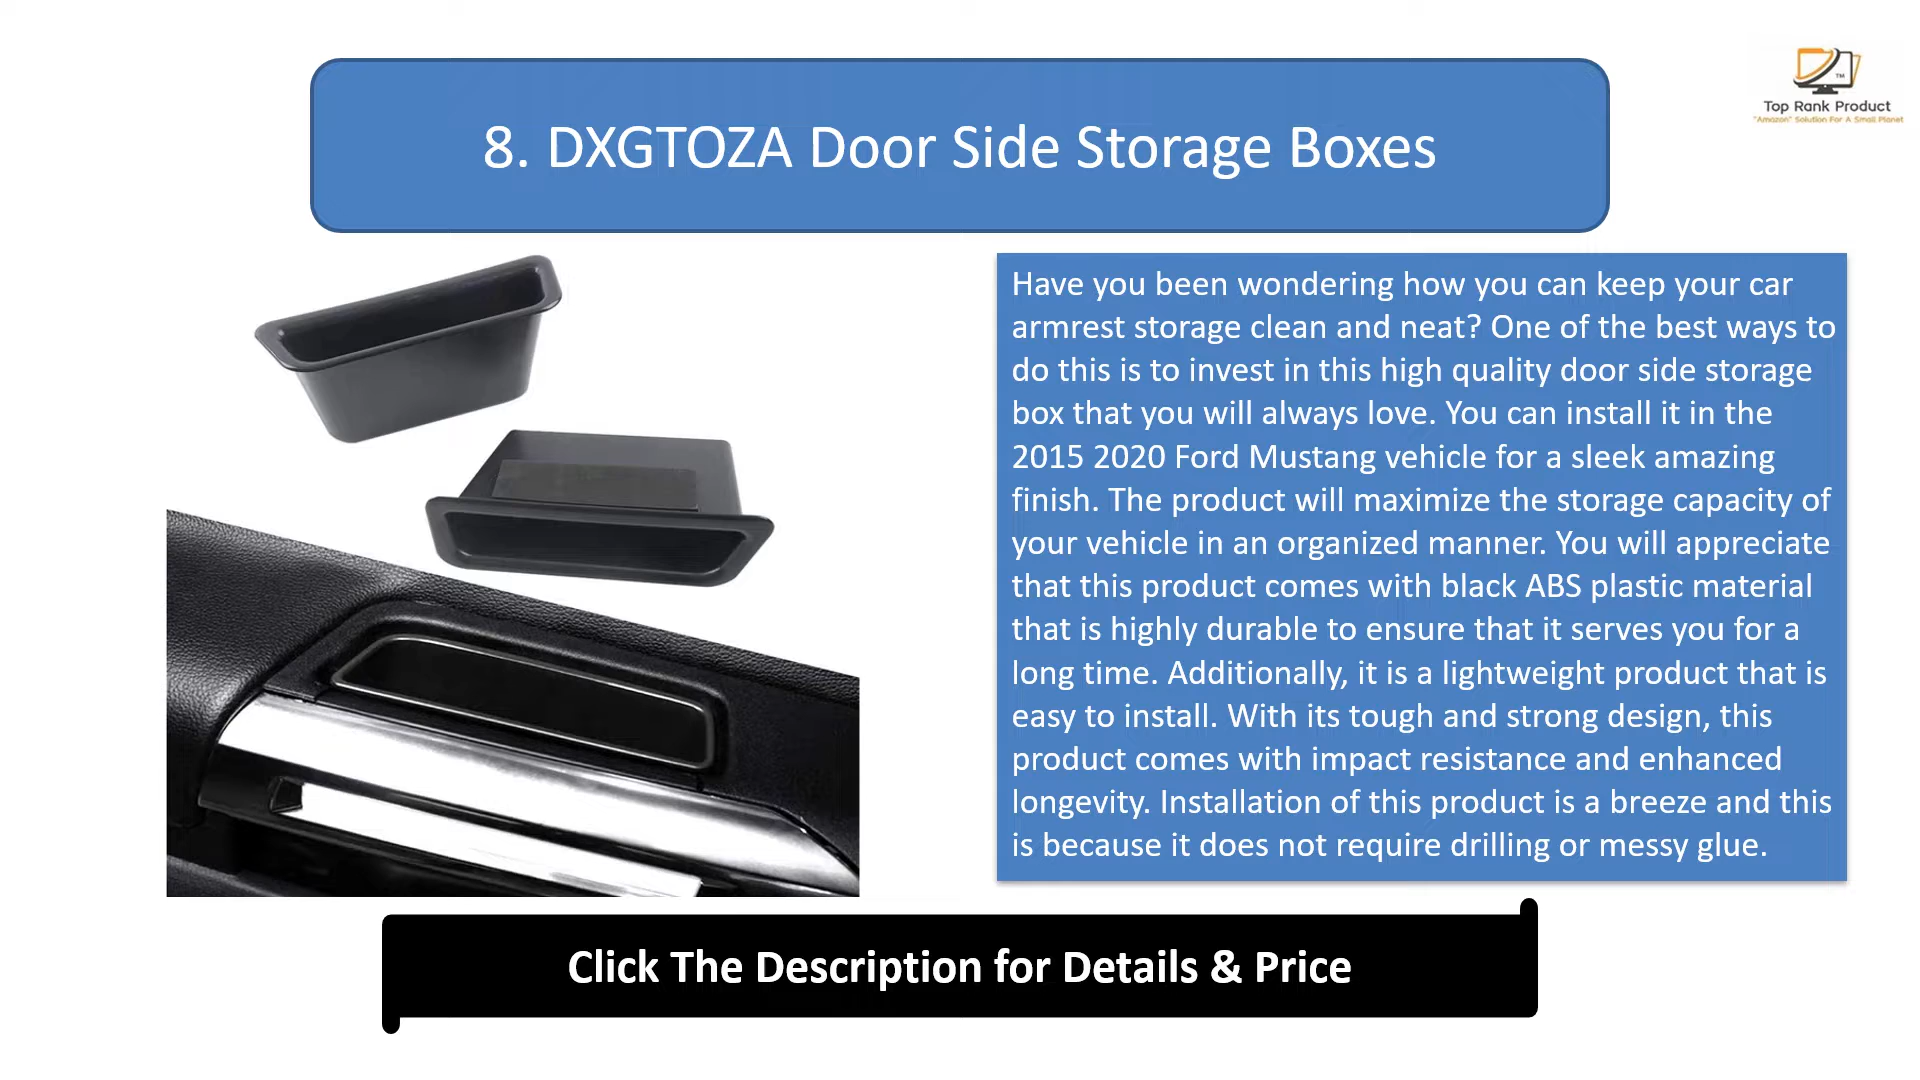 8. DXGTOZA Door Side Storage Boxes
TM
Top Rank Product
"Amazon" Solution For A Small Planet
Have you been wondering how you can keep your car
armrest storage clean and neat? One of the best ways to
do this is to invest in this high quality door side storage
box that you will always love. You can install it in the
2015 2020 Ford Mustang vehicle for a sleek amazing
finish. The product will maximize the storage capacity of
your vehicle in an organized manner. You will appreciate
that this product comes with black ABS plastic material
that is highly durable to ensure that it serves you for a
long time. Additionally, it is a lightweight product that is
easy to install. With its tough and strong design, this
product comes with impact resistance and enhanced
longevity. Installation of this product is a breeze and this
is because it does not require drilling or messy glue.
Click The Description for Details & Price